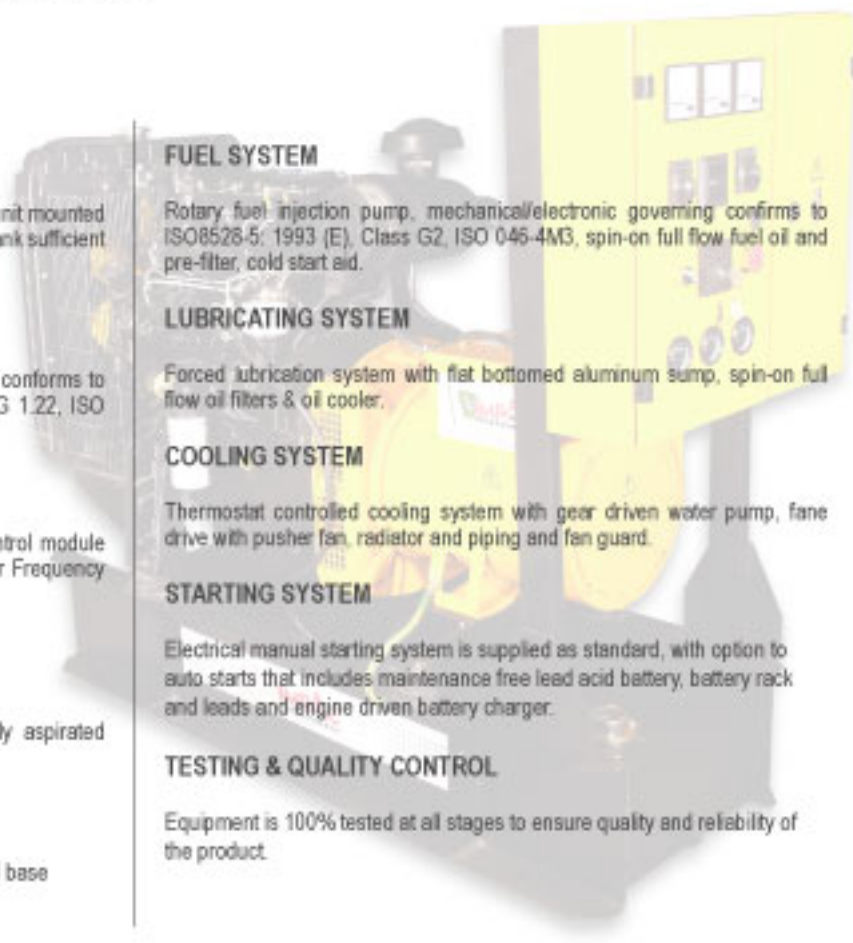 unit mounted
ank sufficient
conforms to
G 1.22, ISO
ntrol module
r Frequency
ly aspirated
base
FUEL SYSTEM
Rotary fuel injection pump, mechanical/electronic governing confirms to
ISO8528-5: 1993 (E), Class G2, ISO 046-4M3, spin-on full flow fuel oil and
pre-filter, cold start aid.
LUBRICATING SYSTEM
Forced lubrication system with flat bottomed aluminum sump, spin-on full
flow oil filters & oil cooler.
COOLING SYSTEM
Thermostat controlled cooling system with gear driven water pump, fane
drive with pusher fan, radiator and piping and fan guard.
STARTING SYSTEM
Electrical manual starting system is supplied as standard, with option to
auto starts that includes maintenance free lead acid battery, battery rack
and leads and engine driven battery charger.
TESTING & QUALITY CONTROL
Equipment is 100% tested at all stages to ensure quality and reliability of
the product.